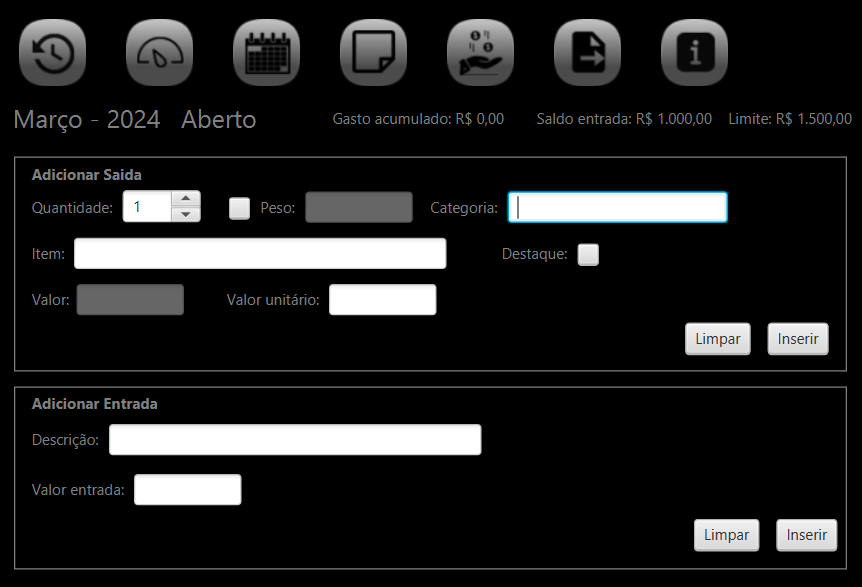 Março - 2024 Aberto Gasto acumulado: R$ 0,00 Saldo entrada: R$ 1.000,00 Limite: R$ 1.500,00
Adicionar Saida
Quantidade: 1 Peso: Categoria:
Item: Destaque:
Valor: Valor unitário:
Limpar Inserir
Adicionar Entrada
Descrição:
Valor entrada:
Limpar Inserir